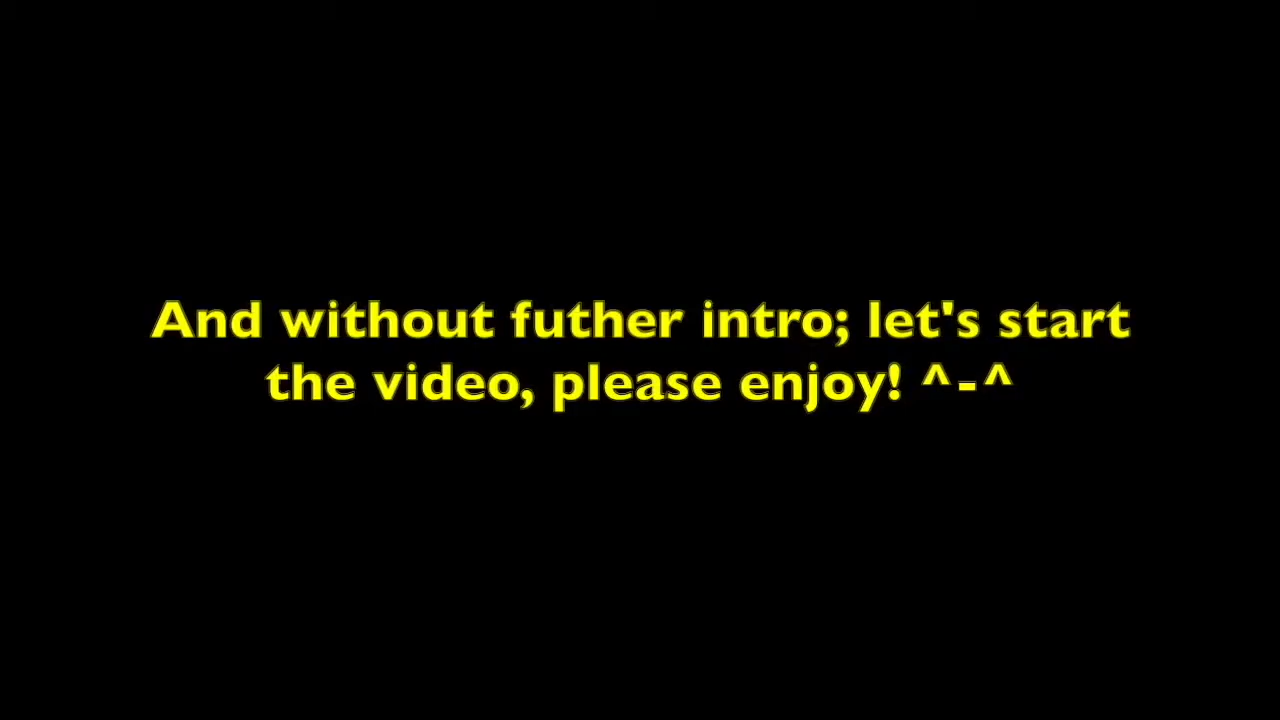 And without futher intro; let's start
the video, please enjoy! ^-^